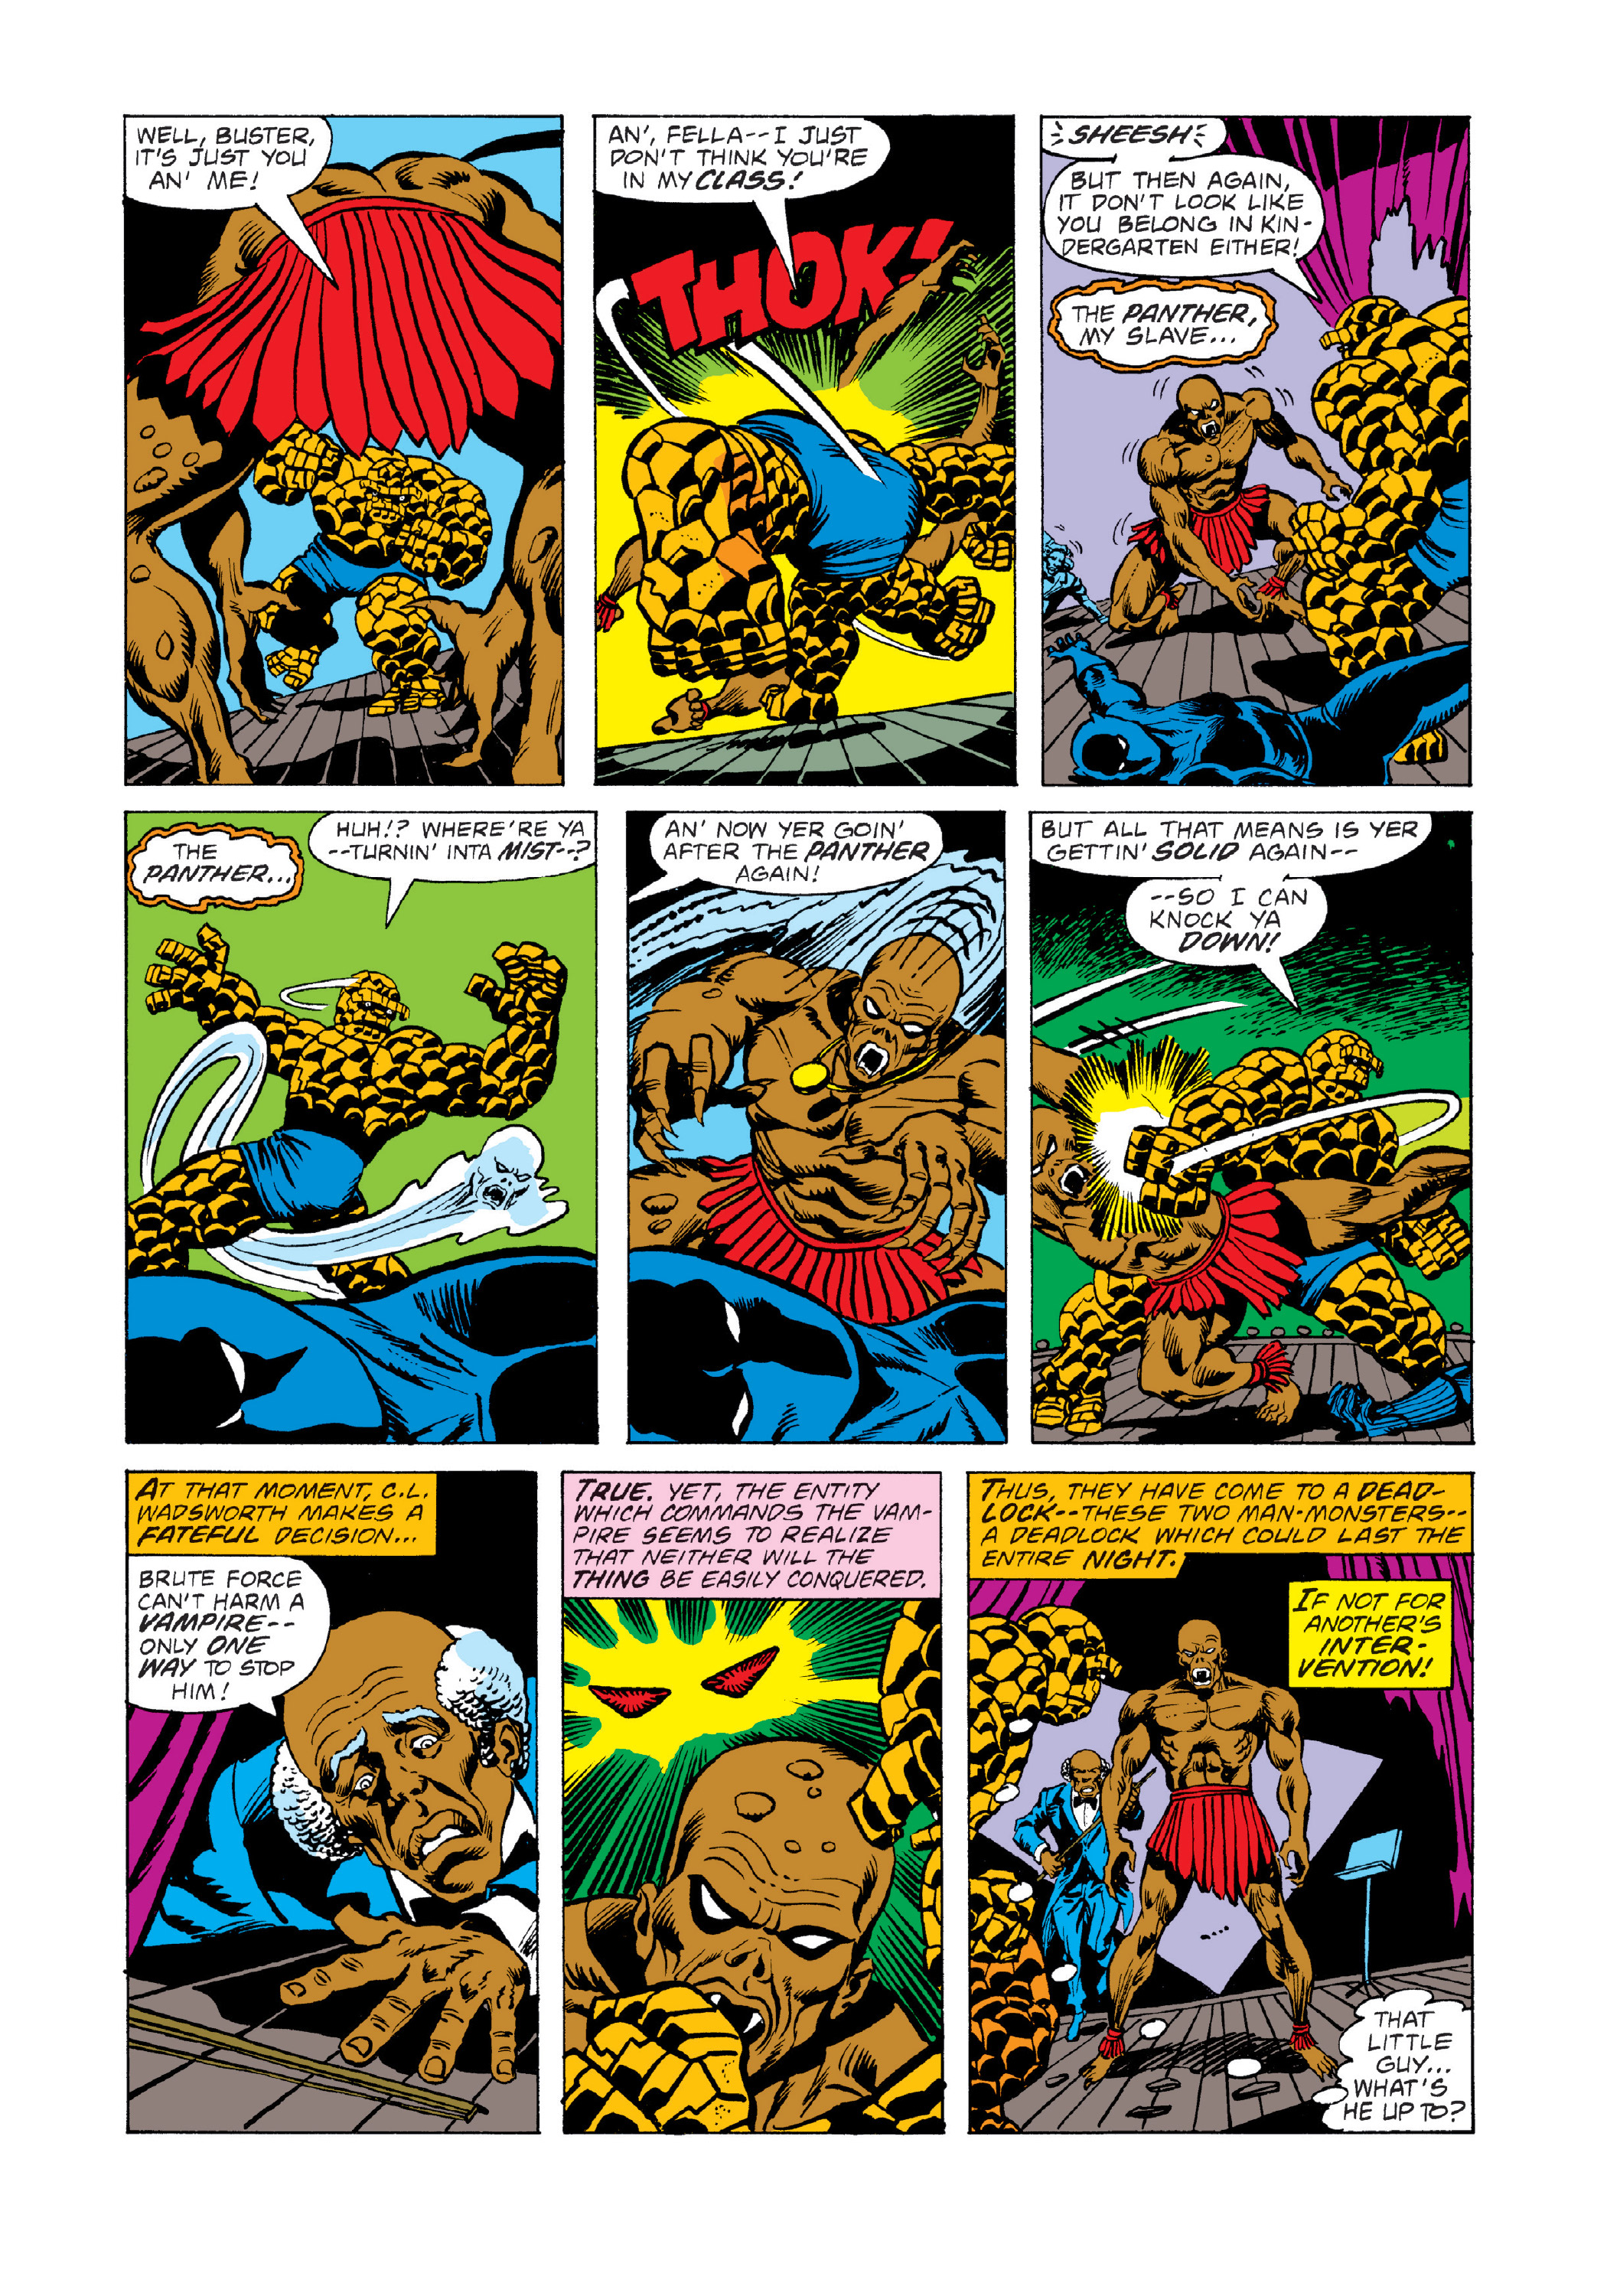 WELL, BUSTER,
IT'S JUST YOU
AN' ME!
AN', FELLA--I JUST
DON'T THINK YOU'RE
IN MY CLASS!
THOK!
SHEESH
BUT THEN AGAIN,
IT DON'T LOOK LIKE
YOU BELONG IN KIN-
DERGARTEN EITHER!
THE PANTHER,
MY SLAVE...
THE
PANTHER...
HUH!? WHERE'RE YA
--TURNIN' INTA MIST--?
AN' NOW YER GOIN'
AFTER THE PANTHER
AGAIN!
BUT ALL THAT MEANS IS YER
GETTIN' SOLID AGAIN--
--SO I CAN
KNOCK YA
DOWN!
AT THAT MOMENT, C.L.
WADSWORTH MAKES A
FATEFUL DECISION...
BRUTE FORCE
CAN'T HARM A
VAMPIRE--
ONLY ONE
WAY TO STOP
HIM!
TRUE. YET, THE ENTITY
WHICH COMMANDS THE VAM-
PIRE SEEMS TO REALIZE
THAT NEITHER WILL THE
THING BE EASILY CONQUERED.
THUS, THEY HAVE COME TO A DEAD-
LOCK--THESE TWO MAN-MONSTERS--
A DEADLOCK WHICH COULD LAST THE
ENTIRE NIGHT.
IF NOT FOR
ANOTHER'S
INTER-
VENTION!
....
THAT
LITTLE
GUY...
WHAT'S
HE UP TO?